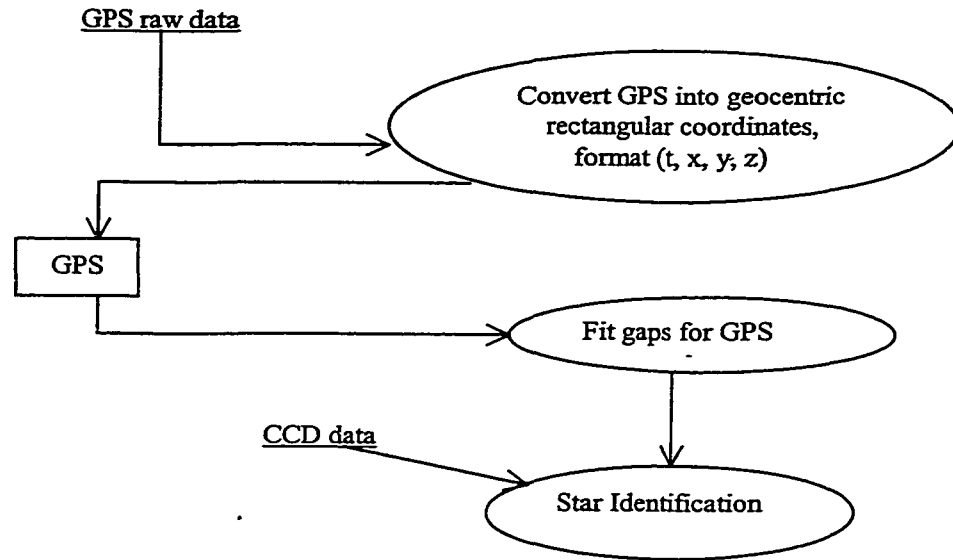 GPS raw data
Convert GPS into geocentric
rectangular coordinates,
format (t, x, y, z)
GPS
Fit gaps for GPS
CCD data
Star Identification